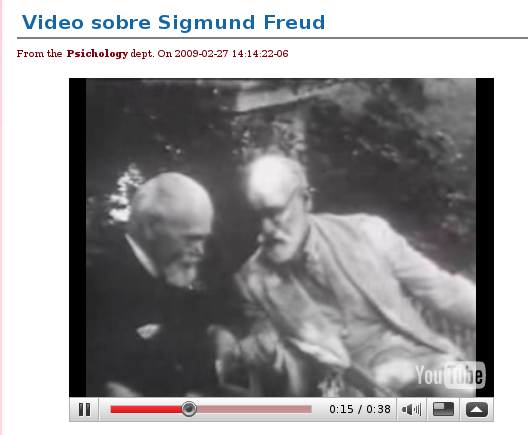 Video sobre Sigmund Freud
From the Psichology dept. On 2009-02-27 14:14:22-06
YouTube
0:15 / 0:38